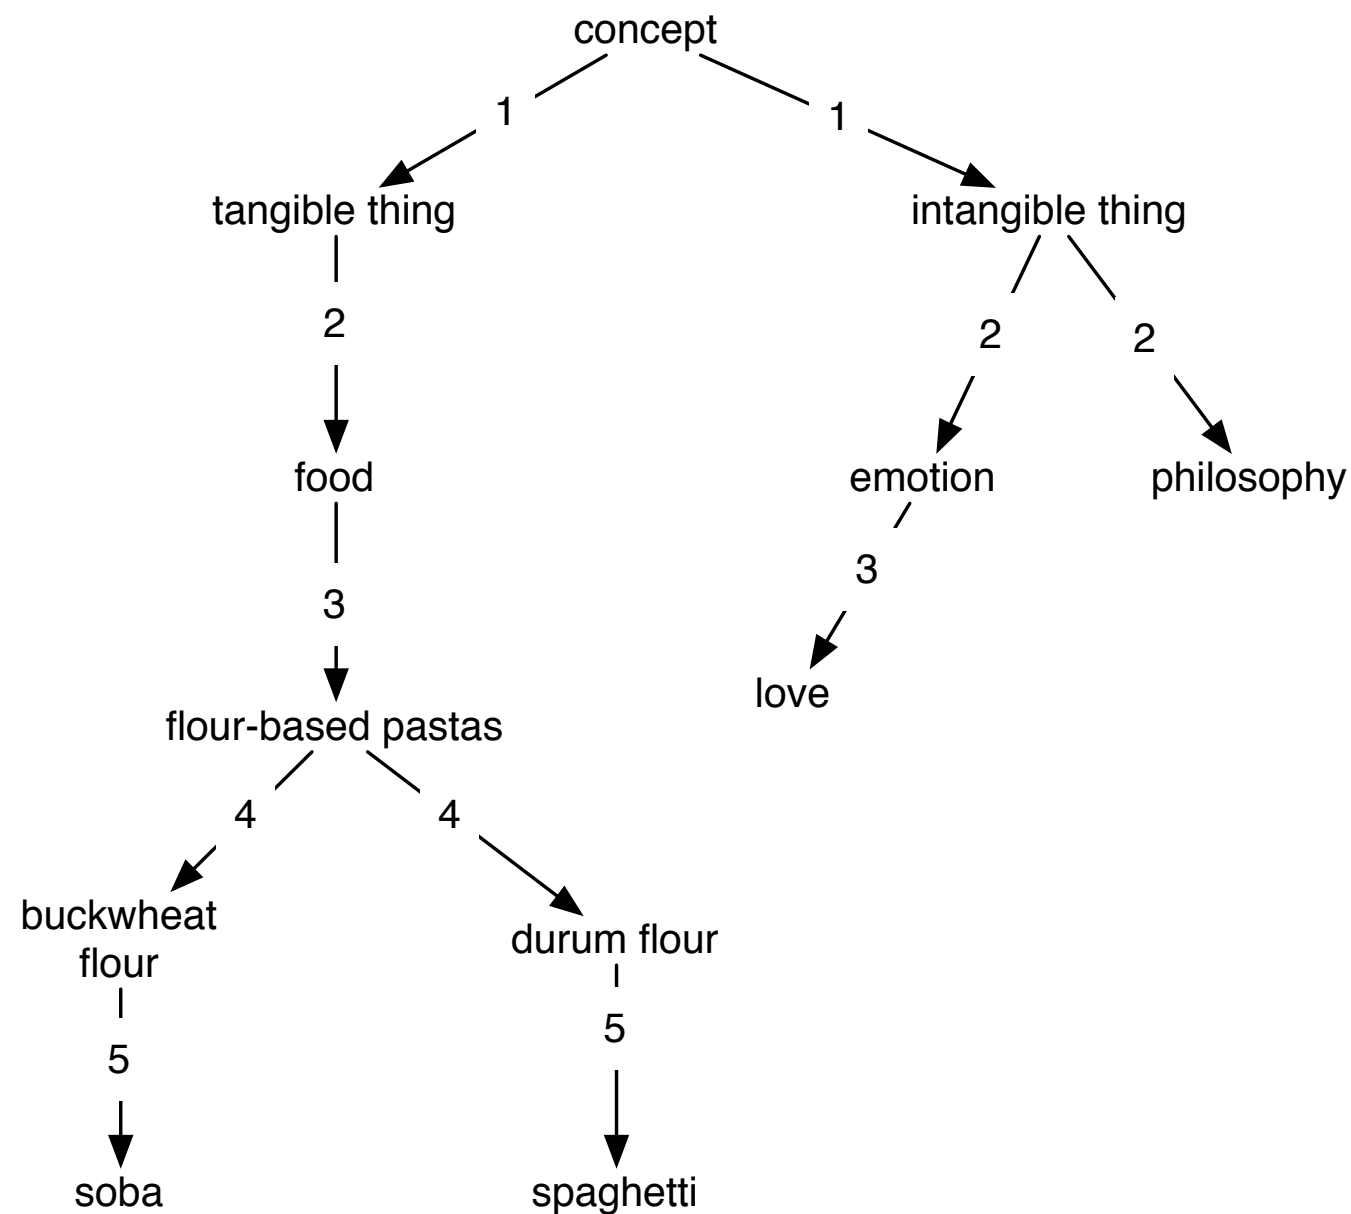 concept
1
1
tangible thing
intangible thing
2
2
2
food
emotion
philosophy
3
3
love
flour-based pastas
4
4
buckwheat
flour
durum flour
5
5
soba
spaghetti